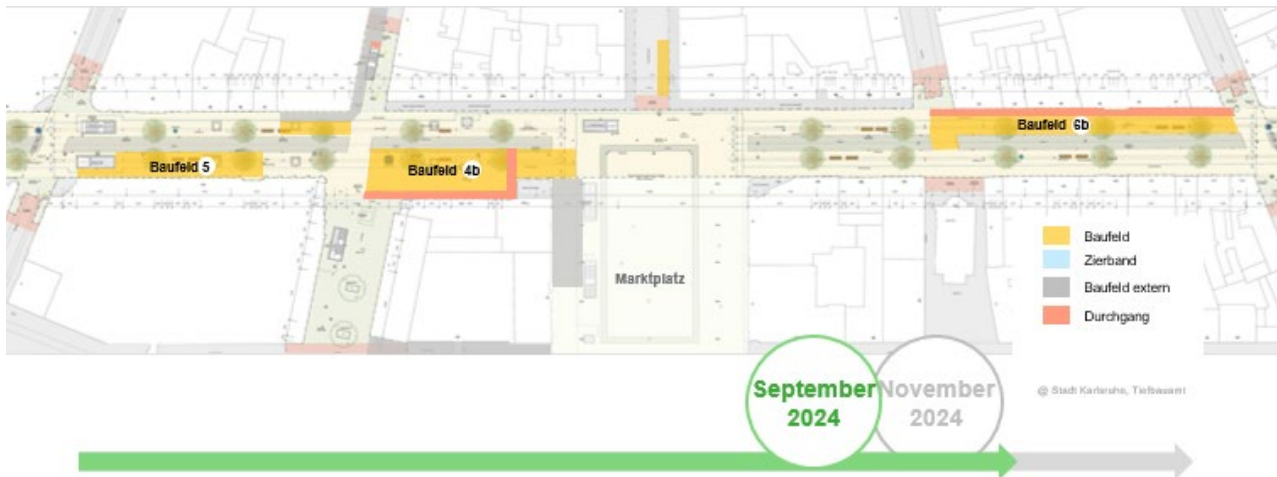 Baufeld 6b
Baufeld 5
Baufeld 4b
Marktplatz
Baufeld
Zierband
Baufeld extern
Durchgang
September
2024
November
2024
@ Stadt Karlsruhe, Tiefbauamt